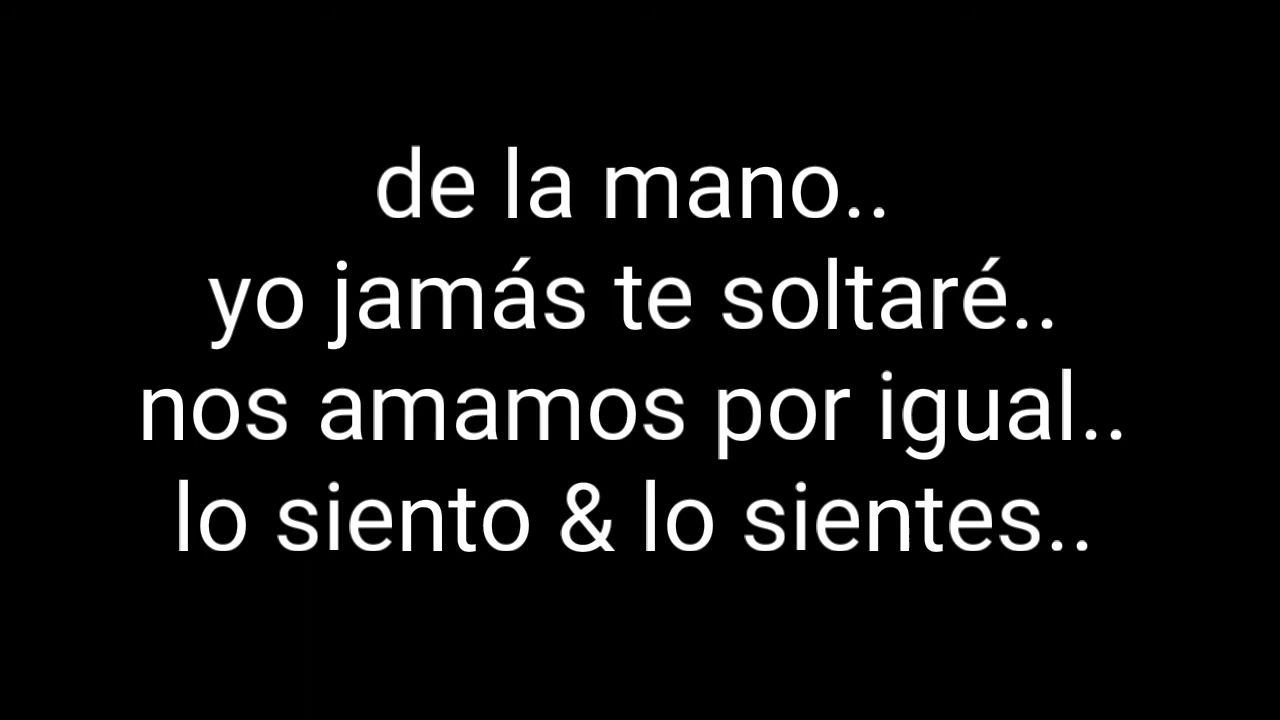 de la mano..
yo jamás te soltaré..
nos amamos por igual..
lo siento & lo sientes..